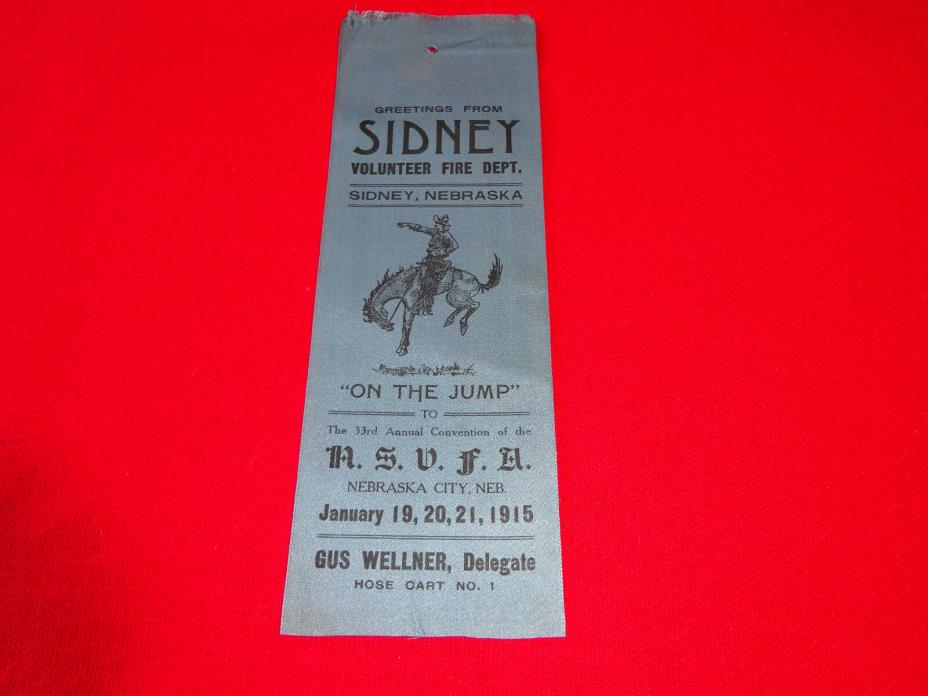 GREETINGS FROM
SIDNEY
VOLUNTEER FIRE DEPT.
SIDNEY, NEBRASKA
"ON THE JUMP"
TO
The 33rd Annual Convention of the
N. S. V. F. A.
NEBRASKA CITY, NEB.
January 19, 20, 21, 1915
GUS WELLNER, Delegate
HOSE CART NO. 1